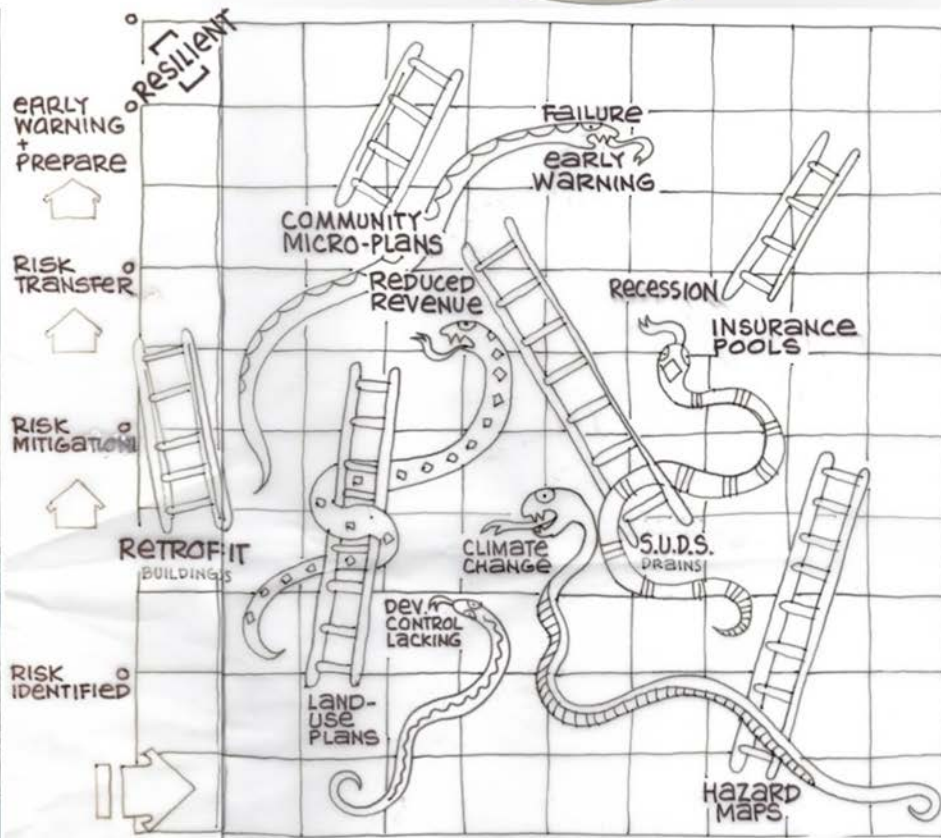 RESILIENT
EARLY
WARNING
+
PREPARE
FAILURE
EARLY
WARNING
COMMUNITY
MICRO-PLANS
RISK
TRANSFER
REDUCED
REVENUE
RECESSION
INSURANCE
POOLS
RISK
MITIGATION
RETROFIT
BUILDINGS
CLIMATE
CHANGE
S.U.D.S.
DRAINS
DEV.
CONTROL
LACKING
RISK
IDENTIFIED
LAND-
USE
PLANS
HAZARD
MAPS